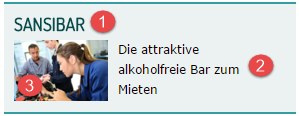 SANSIBAR 1
Die attraktive
alkoholfreie Bar zum 2
Mieten
3